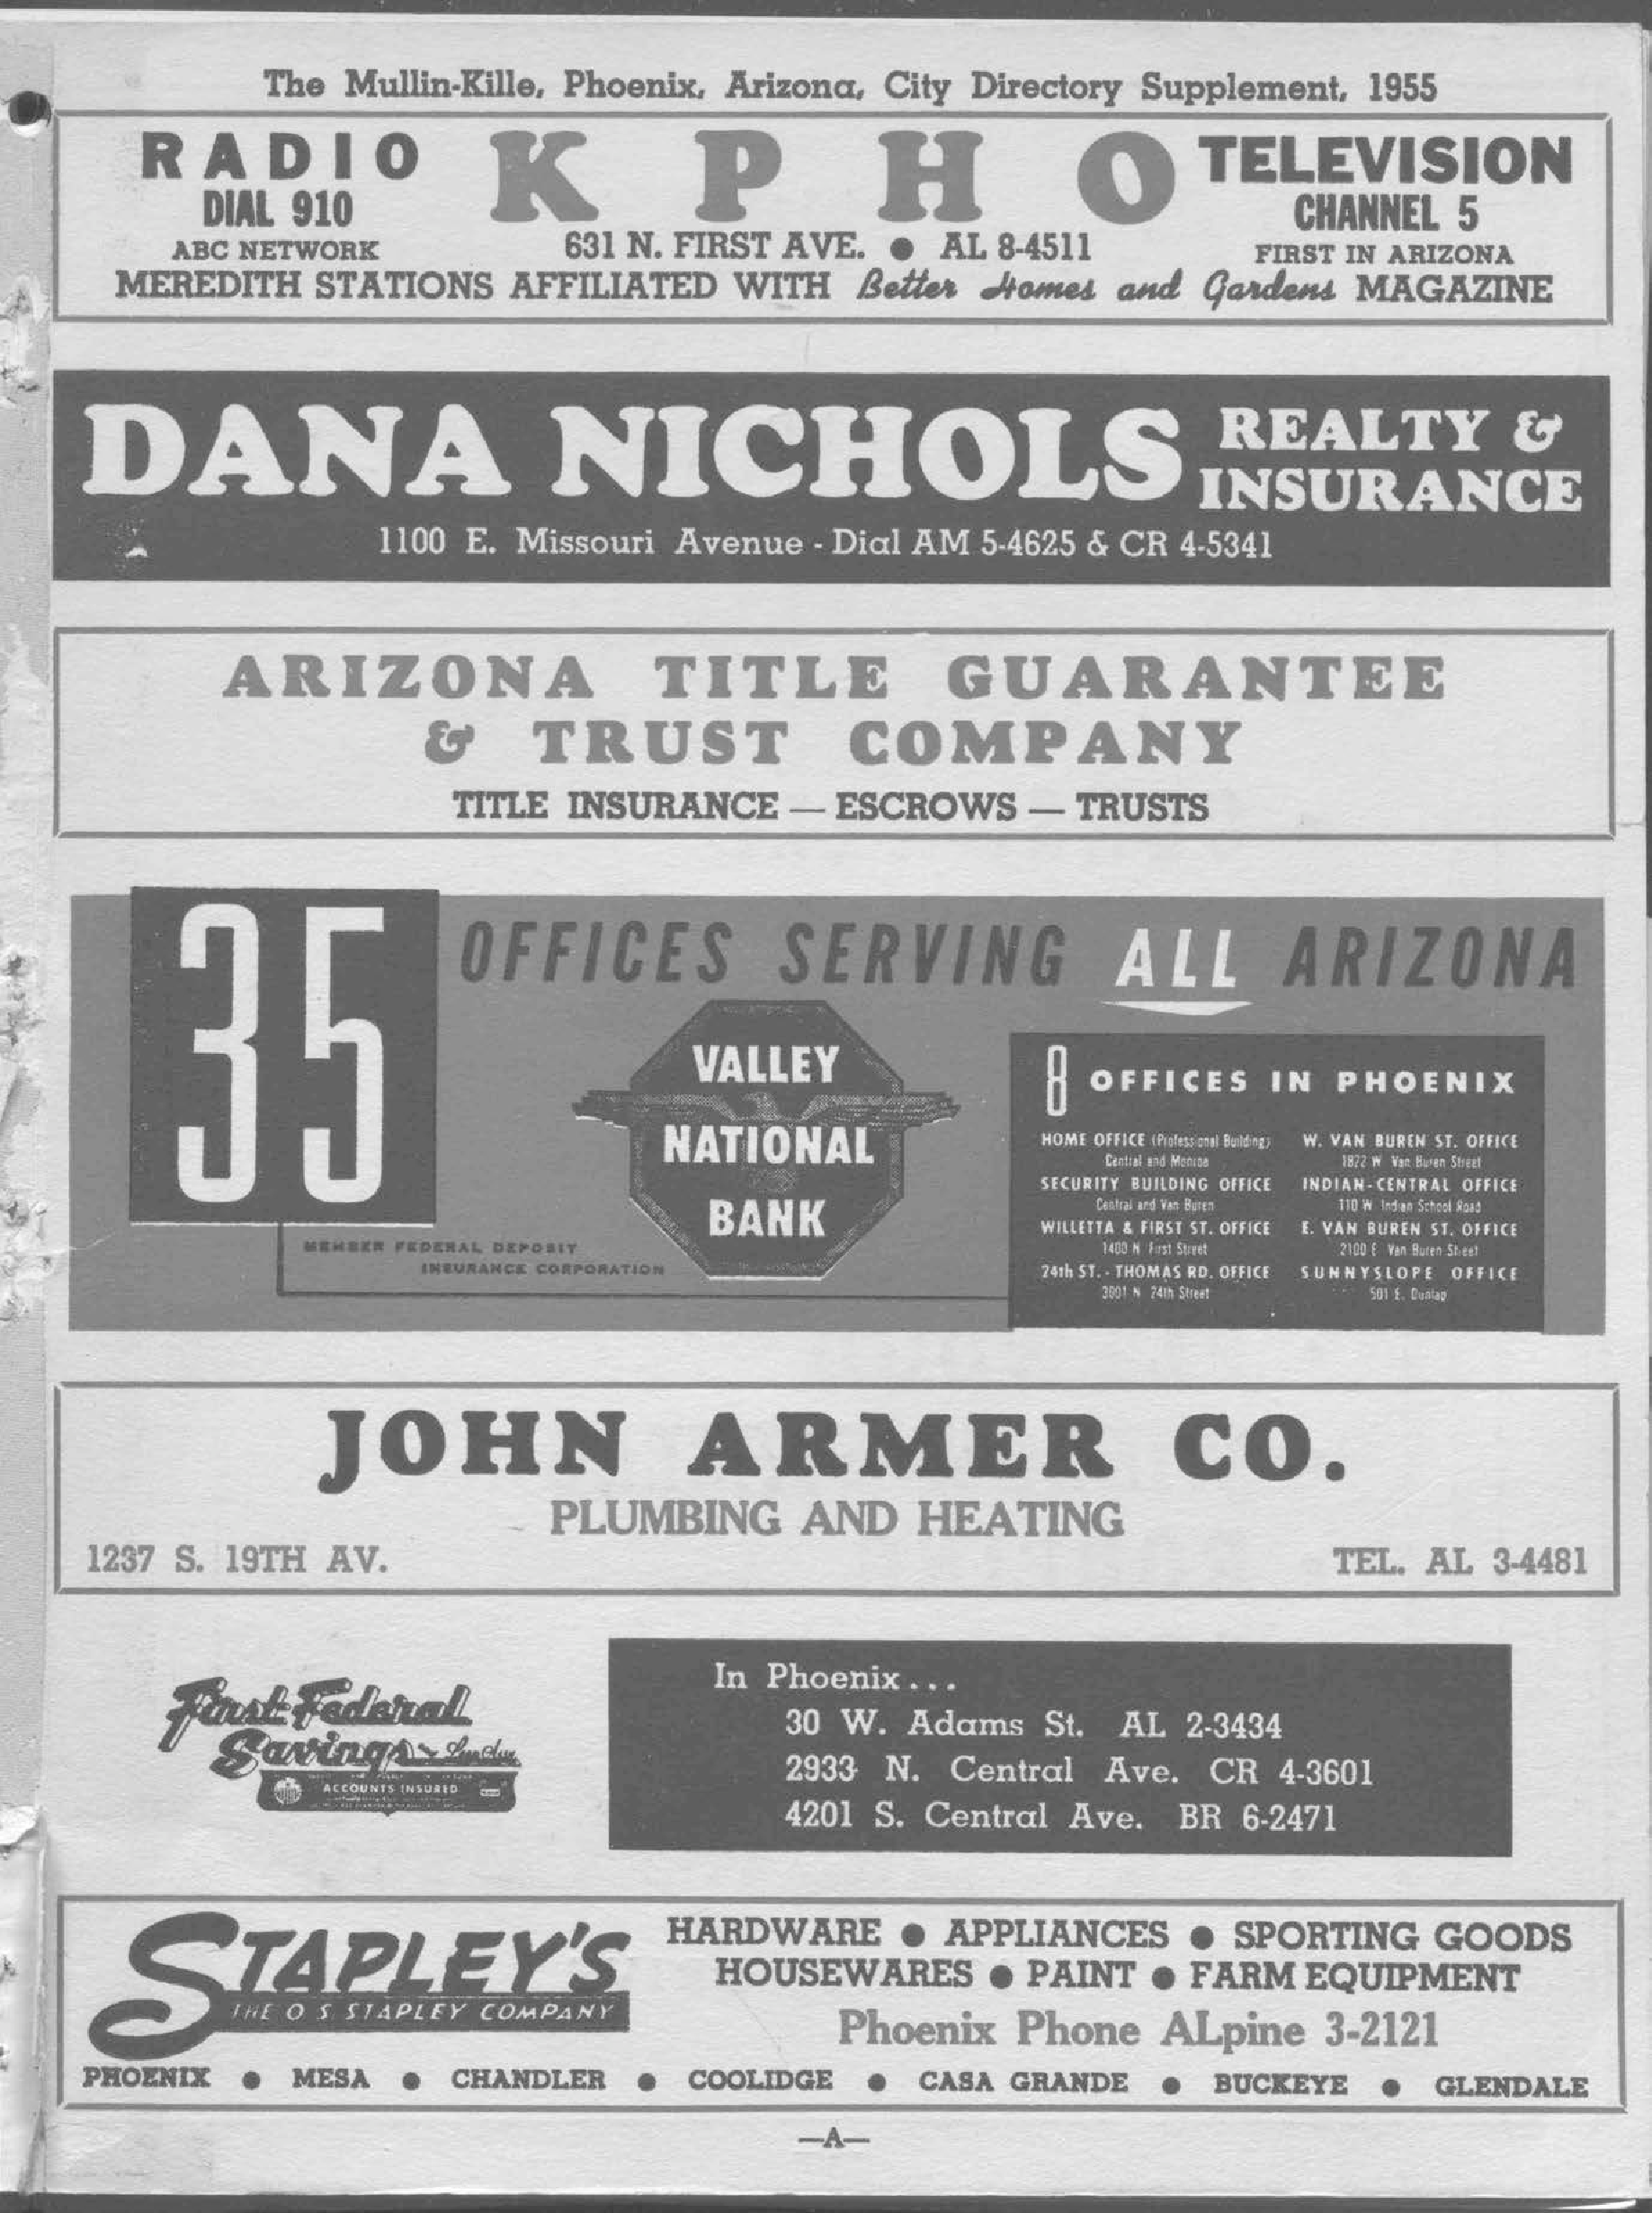 The Mullin-Kille, Phoenix, Arizona, City Directory Supplement, 1955
RADIO
DIAL 910
ABC NETWORK
K P H O
631 N. FIRST AVE. ● AL 8-4511
TELEVISION
CHANNEL 5
FIRST IN ARIZONA
MEREDITH STATIONS AFFILIATED WITH Better Homes and Gardens MAGAZINE
DANA NICHOLS REALTY &
INSURANCE
1100 E. Missouri Avenue - Dial AM 5-4625 & CR 4-5341
ARIZONA TITLE GUARANTEE
& TRUST COMPANY
TITLE INSURANCE — ESCROWS — TRUSTS
35 OFFICES SERVING ALL ARIZONA
VALLEY
NATIONAL
BANK
MEMBER FEDERAL DEPOSIT
INSURANCE CORPORATION
8 OFFICES IN PHOENIX
HOME OFFICE (Professional Building)
Central and Monroe
SECURITY BUILDING OFFICE
Central and Van Buren
WILLETTA & FIRST ST. OFFICE
1400 N First Street
24th ST. - THOMAS RD. OFFICE
3001 N 24th Street
W. VAN BUREN ST. OFFICE
1822 W Van Buren Street
INDIAN-CENTRAL OFFICE
110 W Indian School Road
E. VAN BUREN ST. OFFICE
2100 E Van Buren Street
SUNNYSLOPE OFFICE
501 E. Dunlap
JOHN ARMER CO.
PLUMBING AND HEATING
1237 S. 19TH AV.
TEL. AL 3-4481
First Federal
Savings
ACCOUNTS INSURED
In Phoenix...
30 W. Adams St. AL 2-3434
2933 N. Central Ave. CR 4-3601
4201 S. Central Ave. BR 6-2471
STAPLEY'S
THE O S STAPLEY COMPANY
HARDWARE ● APPLIANCES ● SPORTING GOODS
HOUSEWARES ● PAINT ● FARM EQUIPMENT
Phoenix Phone ALpine 3-2121
PHOENIX ● MESA ● CHANDLER ● COOLIDGE ● CASA GRANDE ● BUCKEYE ● GLENDALE
—A—